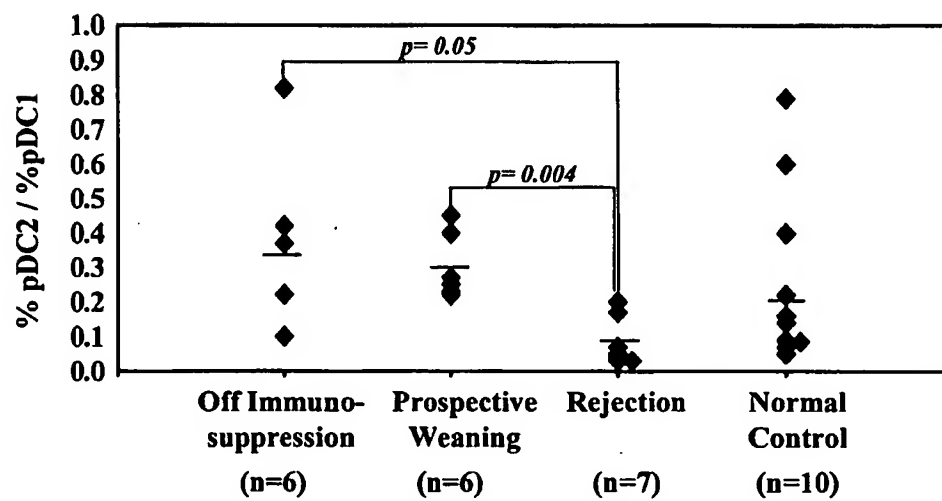 1.0
0.9
0.8
0.7
0.6
0.5
0.4
0.3
0.2
0.1
0.0
% pDC2 / %pDC1
p= 0.05
p= 0.004
Off Immuno-
suppression
(n=6)
Prospective
Weaning
(n=6)
Rejection
(n=7)
Normal
Control
(n=10)